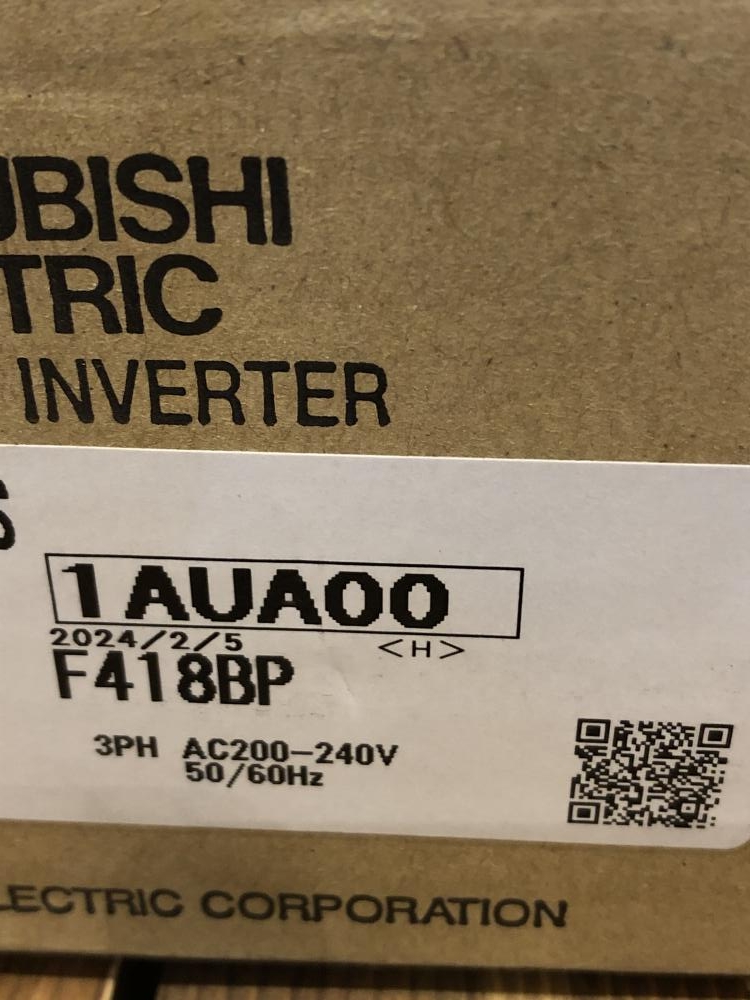 UBISHI
TRIC
INVERTER
S
1AUA00
2024/2/5
<H>
F418BP
3PH AC200-240V
50/60Hz
LECTRIC CORPORATION